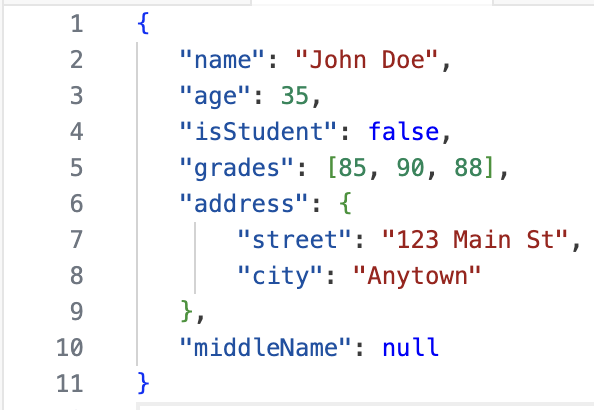 1 {
2 "name": "John Doe",
3 "age": 35,
4 "isStudent": false,
5 "grades": [85, 90, 88],
6 "address": {
7 "street": "123 Main St",
8 "city": "Anytown"
9 },
10 "middleName": null
11 }